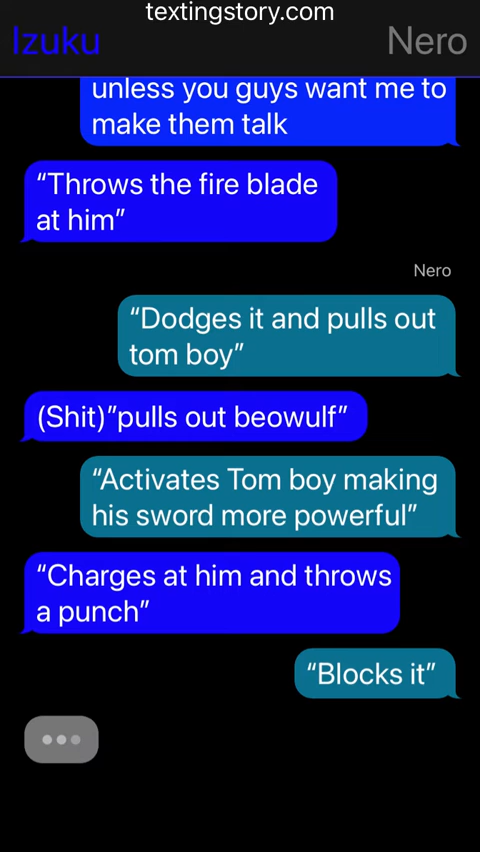 textingstory.com
Izuku
Nero
unless you guys want me to
make them talk
“Throws the fire blade
at him”
Nero
“Dodges it and pulls out
tom boy”
(Shit)”pulls out beowulf”
“Activates Tom boy making
his sword more powerful”
“Charges at him and throws
a punch”
“Blocks it”